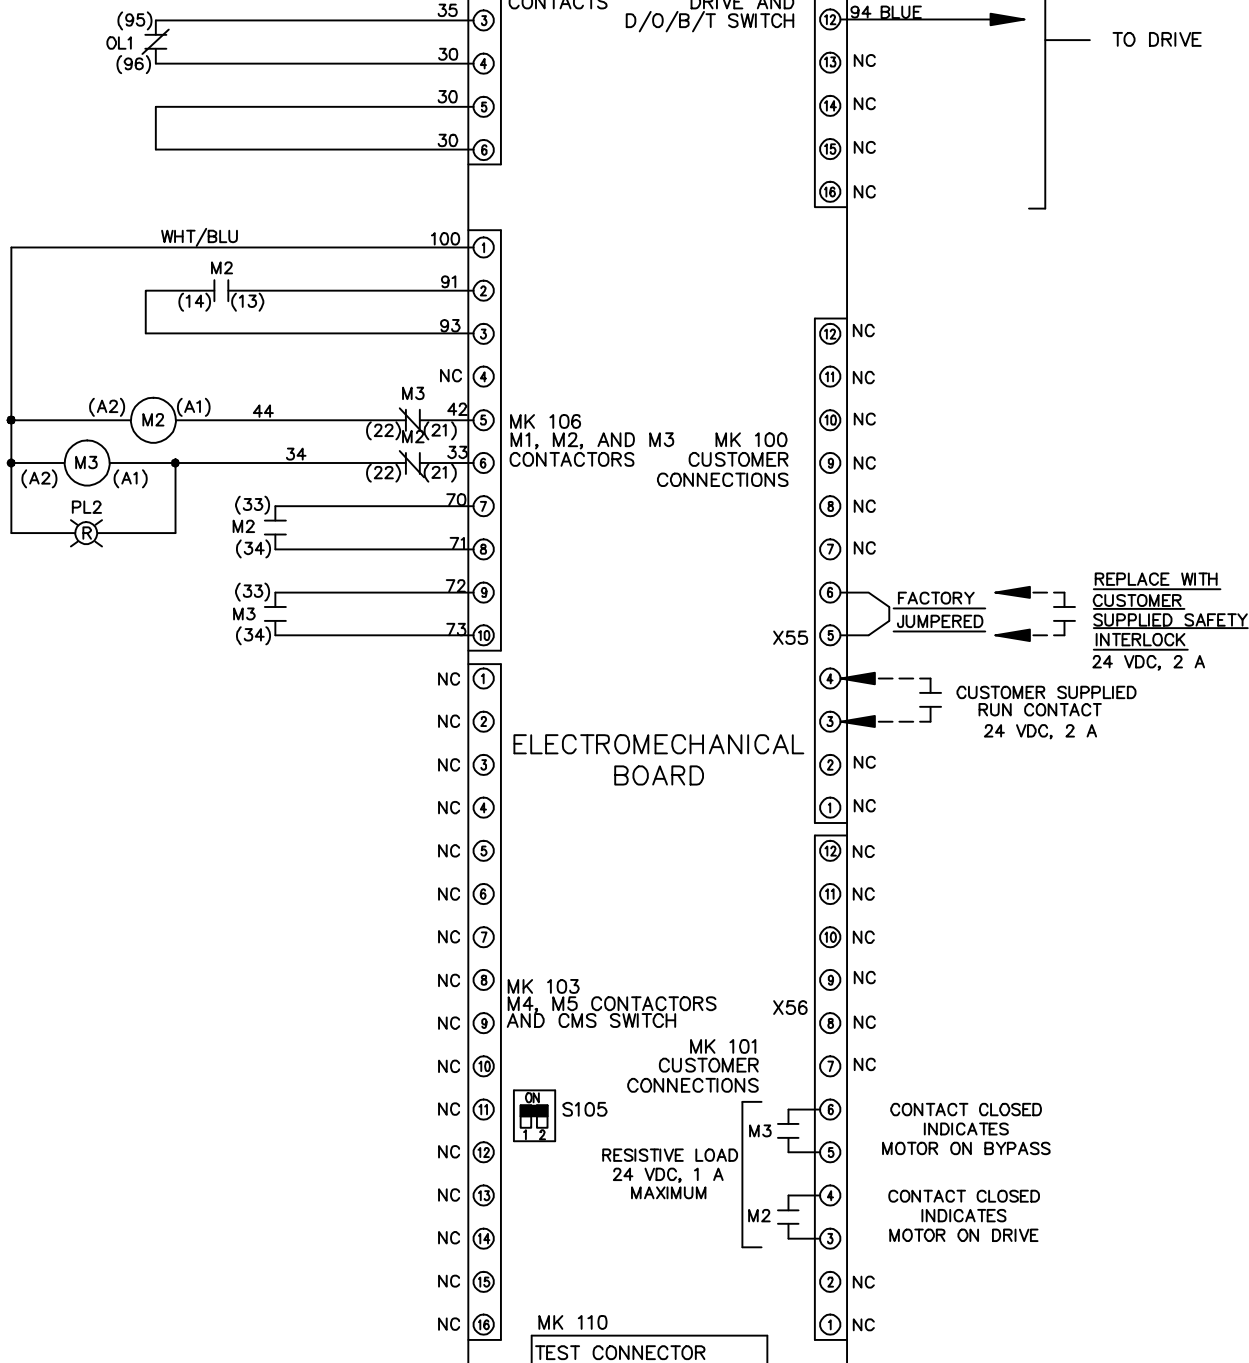 CONTACTS
DRIVE AND
D/O/B/T SWITCH
(95)
OL1
(96)
35 3
30 4
30 5
30 6
12 94 BLUE
13 NC
14 NC
15 NC
16 NC
TO DRIVE
WHT/BLU 100 1
M2
(14) (13)
91 2
93 3
NC 4
(A2) M2 (A1) 44
M3
(22) (21)
42 5
(A2) M3 (A1) 34
M2
(22) (21)
33 6
PL2
R
(33)
M2
(34)
70 7
71 8
(33)
M3
(34)
72 9
73 10
MK 106
M1, M2, AND M3
CONTACTORS
MK 100
CUSTOMER
CONNECTIONS
12 NC
11 NC
10 NC
9 NC
8 NC
7 NC
6
5
X55
FACTORY
JUMPERED
REPLACE WITH
CUSTOMER
SUPPLIED SAFETY
INTERLOCK
24 VDC, 2 A
4
3
CUSTOMER SUPPLIED
RUN CONTACT
24 VDC, 2 A
2 NC
1 NC
ELECTROMECHANICAL
BOARD
NC 1
NC 2
NC 3
NC 4
NC 5
NC 6
NC 7
NC 8
NC 9
NC 10
NC 11
NC 12
NC 13
NC 14
NC 15
NC 16
MK 103
M4, M5 CONTACTORS
AND CMS SWITCH
ON
1 2
S105
12 NC
11 NC
10 NC
9 NC
X56
8 NC
7 NC
MK 101
CUSTOMER
CONNECTIONS
RESISTIVE LOAD
24 VDC, 1 A
MAXIMUM
M3
6
5
CONTACT CLOSED
INDICATES
MOTOR ON BYPASS
M2
4
3
CONTACT CLOSED
INDICATES
MOTOR ON DRIVE
2 NC
1 NC
MK 110
TEST CONNECTOR